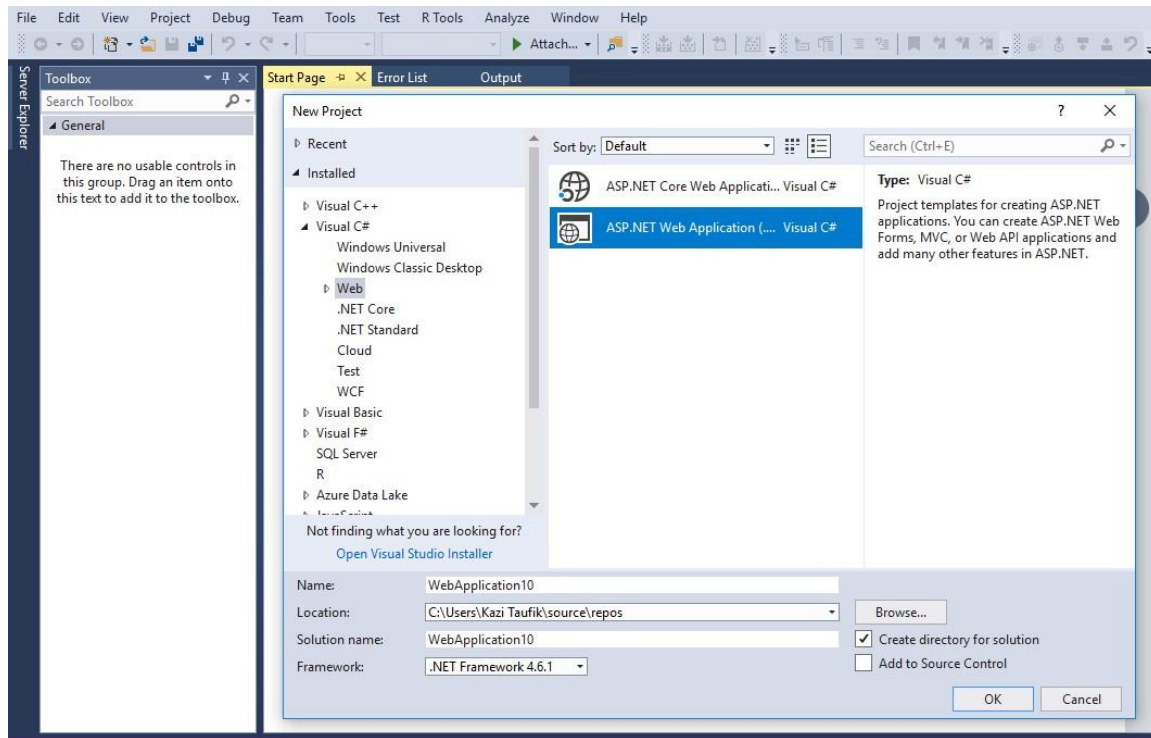 File Edit View Project Debug Team Tools Test R Tools Analyze Window Help
Attach...
Server Explorer
Toolbox
Search Toolbox
General
There are no usable controls in
this group. Drag an item onto
this text to add it to the toolbox.
Start Page Error List Output
New Project ?
Recent
Installed
Visual C++
Visual C#
Windows Universal
Windows Classic Desktop
Web
.NET Core
.NET Standard
Cloud
Test
WCF
Visual Basic
Visual F#
SQL Server
R
Azure Data Lake
Not finding what you are looking for?
Open Visual Studio Installer
Sort by: Default
ASP.NET Core Web Applicati... Visual C#
ASP.NET Web Application (.... Visual C#
Search (Ctrl+E)
Type: Visual C#
Project templates for creating ASP.NET
applications. You can create ASP.NET Web
Forms, MVC, or Web API applications and
add many other features in ASP.NET.
Name: WebApplication10
Location: C:\Users\Kazi Taufik\source\repos
Browse...
Solution name: WebApplication10
Create directory for solution
Framework: .NET Framework 4.6.1
Add to Source Control
OK Cancel